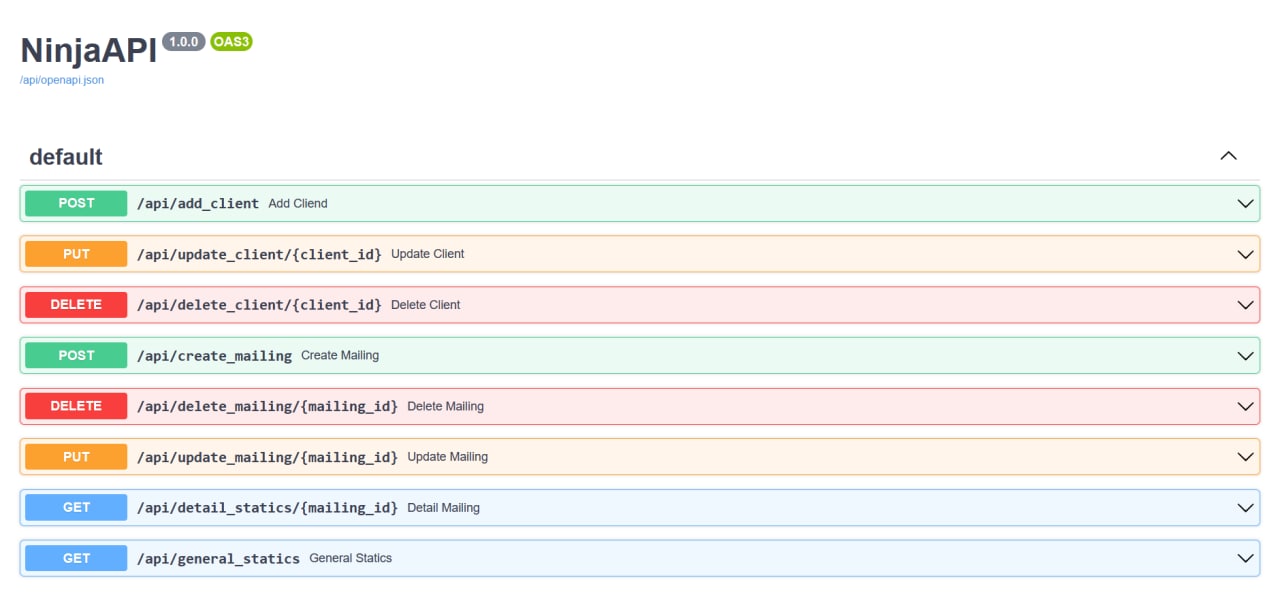 NinjaAPI 1.0.0 OAS3
/api/openapi.json
default
POST /api/add_client Add Cliend
PUT /api/update_client/{client_id} Update Client
DELETE /api/delete_client/{client_id} Delete Client
POST /api/create_mailing Create Mailing
DELETE /api/delete_mailing/{mailing_id} Delete Mailing
PUT /api/update_mailing/{mailing_id} Update Mailing
GET /api/detail_statics/{mailing_id} Detail Mailing
GET /api/general_statics General Statics